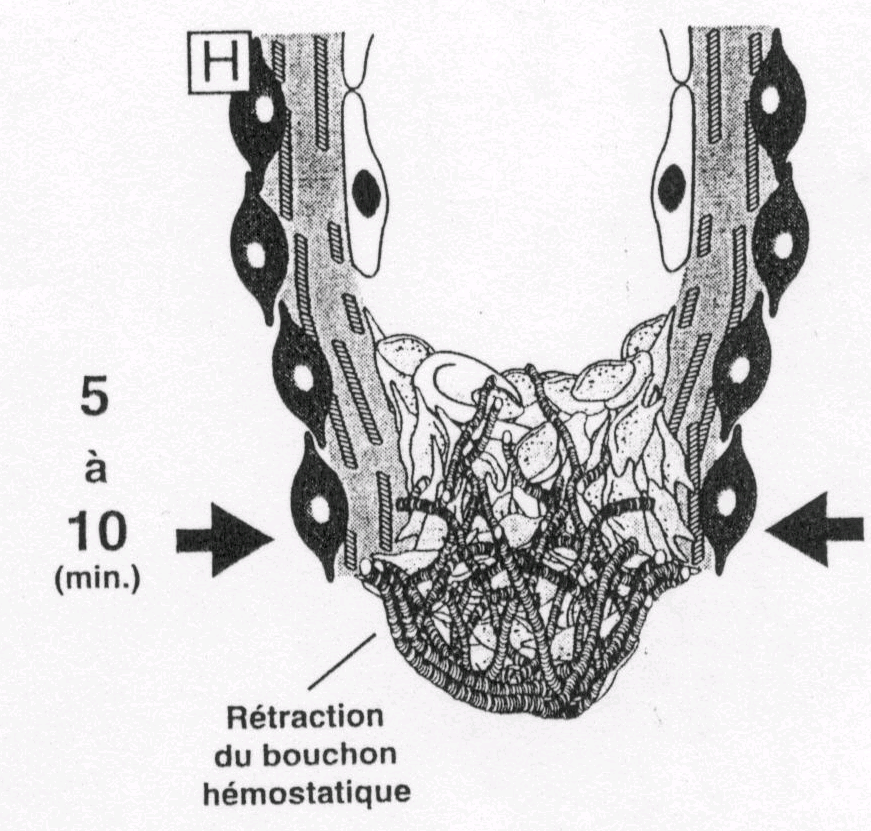 H
5
à
10
(min.)
Rétraction
du bouchon
hémostatique